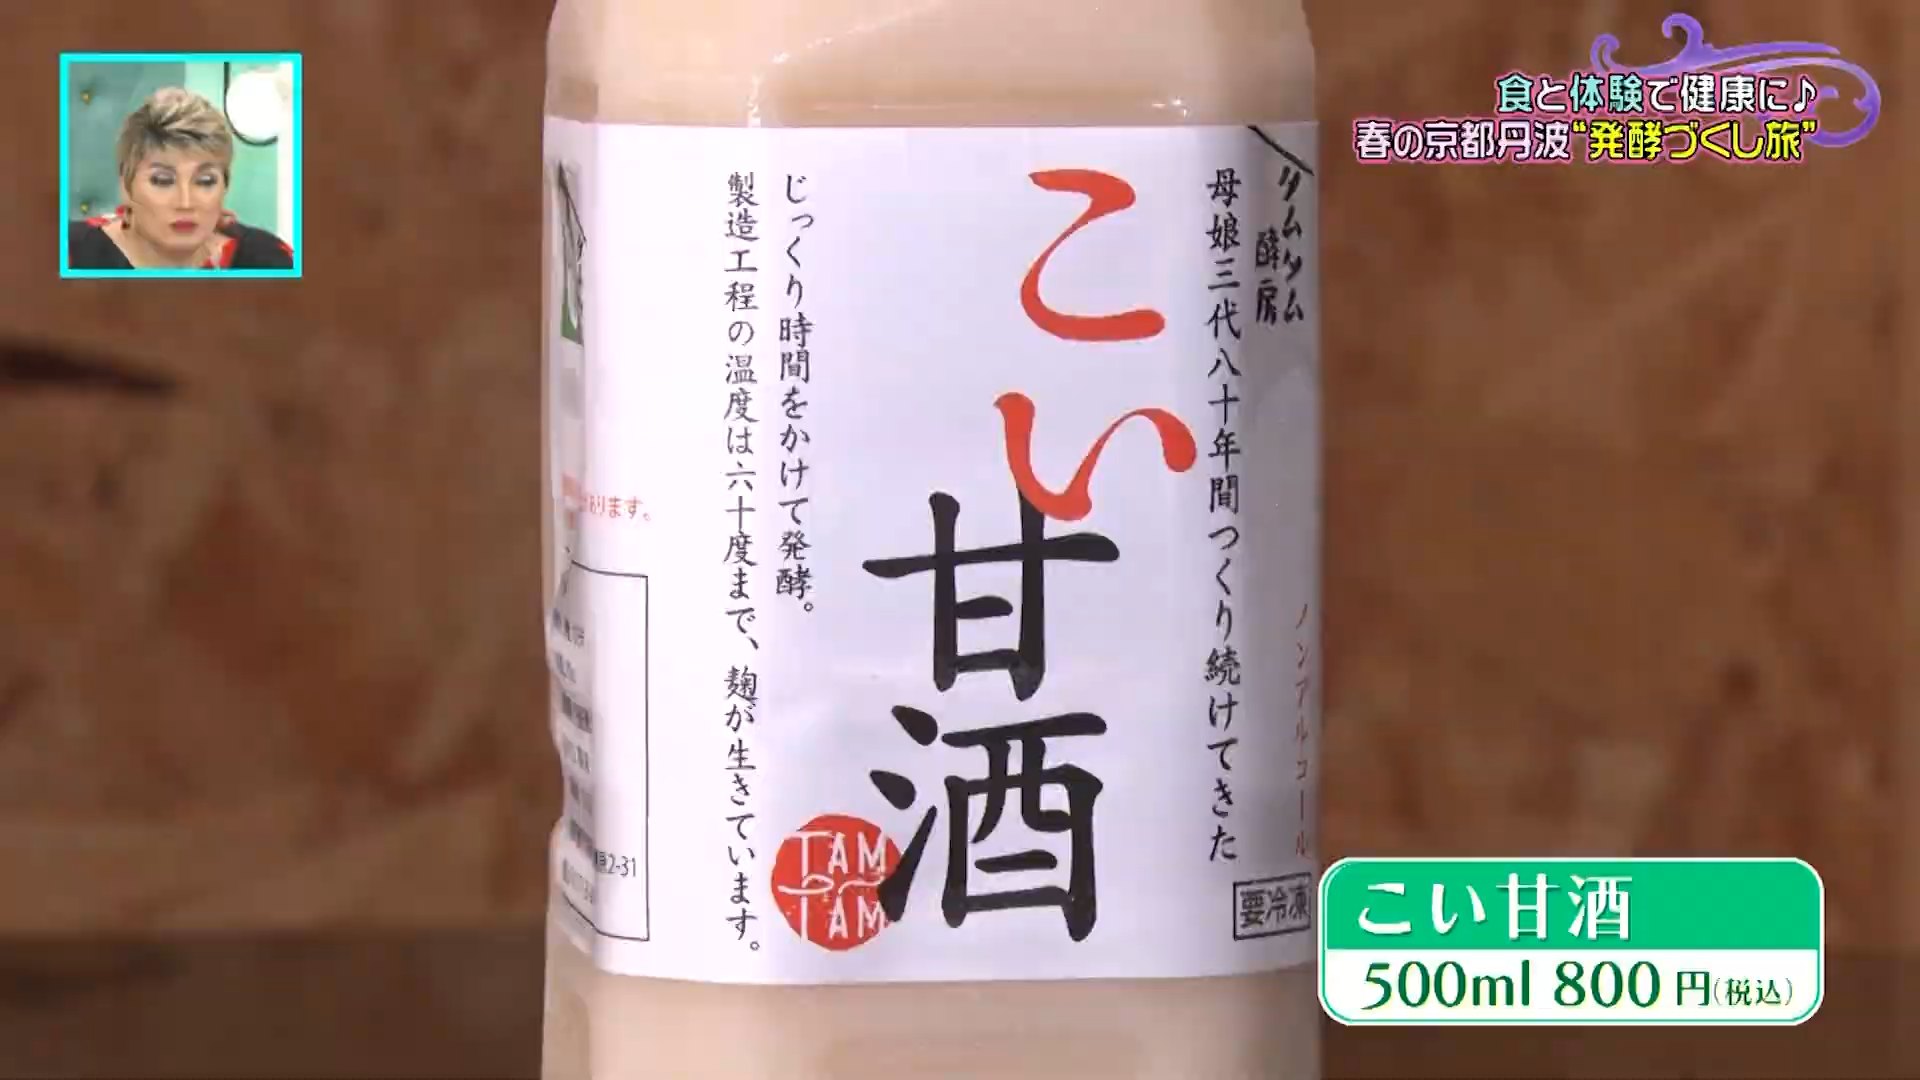 食と体験で健康に♪
春の京都丹波“発酵づくし旅”
タムタム
酵房
ノンアルコール
母娘三代八十年間つくり続けてきた
こい
甘酒
じっくり時間をかけて発酵。
製造工程の温度は六十度まで、麹が生きています。
TAM
TAM
要冷凍
あります。
2-31
こい甘酒
500ml 800円(税込)